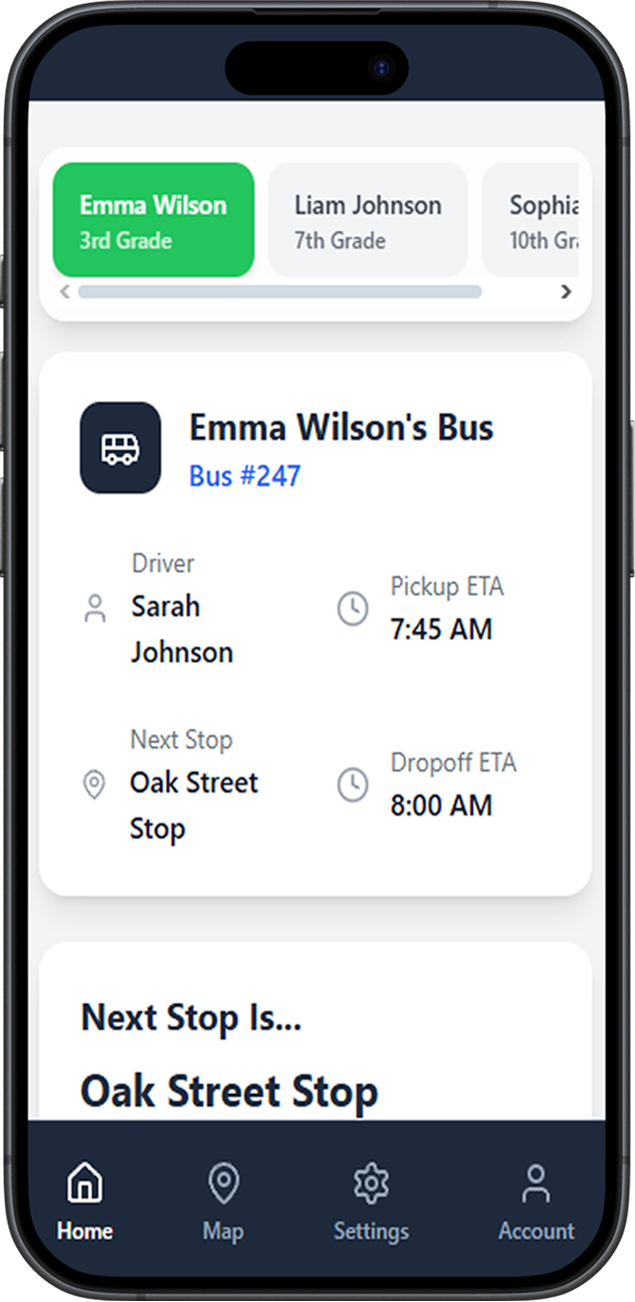 Emma Wilson
3rd Grade
Liam Johnson
7th Grade
Sophia
10th Gra
Emma Wilson's Bus
Bus #247
Driver
Sarah
Johnson
Pickup ETA
7:45 AM
Next Stop
Oak Street
Stop
Dropoff ETA
8:00 AM
Next Stop Is...
Oak Street Stop
Home
Map
Settings
Account